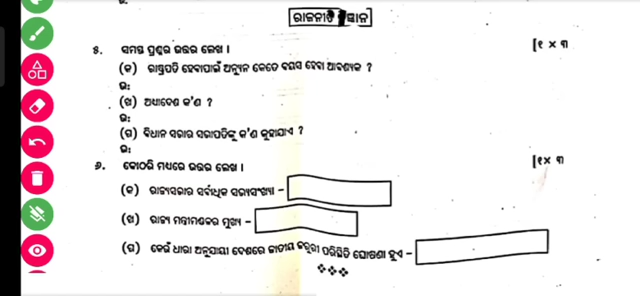 ରାଜନୀତି ବିଜ୍ଞାନ
୫. ସମସ୍ତ ପ୍ରଶ୍ନର ଉତ୍ତର ଲେଖ । [୧ × ୩
(କ) ରାଷ୍ଟ୍ରପତି ହେବାପାଇଁ ଅନ୍ୟୂନ କେତେ ବୟସ ହେବା ଆବଶ୍ୟକ ?
ଉ:
(ଖ) ଅଧ୍ୟାଦେଶ କ'ଣ ?
ଉ:
(ଗ) ବିଧାନ ସଭାର ସଭାପତିଙ୍କୁ କ'ଣ କୁହାଯାଏ ?
ଉ:
୬. କୋଠରି ମଧ୍ୟରେ ଉତ୍ତର ଲେଖ । [୧× ୩
(କ) ରାଜ୍ୟସଭାର ସର୍ବାଧିକ ସଭ୍ୟସଂଖ୍ୟା –
(ଖ) ରାଜ୍ୟ ମନ୍ତ୍ରୀମଣ୍ଡଳର ମୁଖ୍ୟ –
(ଗ) କେଉଁ ଧାରା ଅନୁଯାୟୀ ଦେଶରେ ଜାତୀୟ ଜରୁରୀ ପରିସ୍ଥିତି ଘୋଷଣା ହୁଏ –